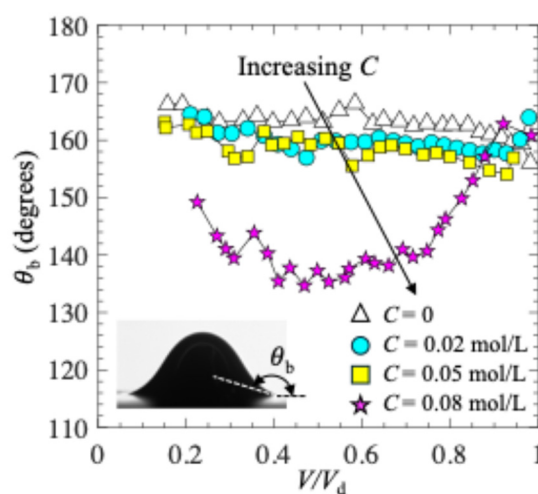 180
170
160
150
140
130
120
110
θb (degrees)
Increasing C
C = 0
C = 0.02 mol/L
C = 0.05 mol/L
C = 0.08 mol/L
θb
0
0.2
0.4
0.6
0.8
1
V/Vd